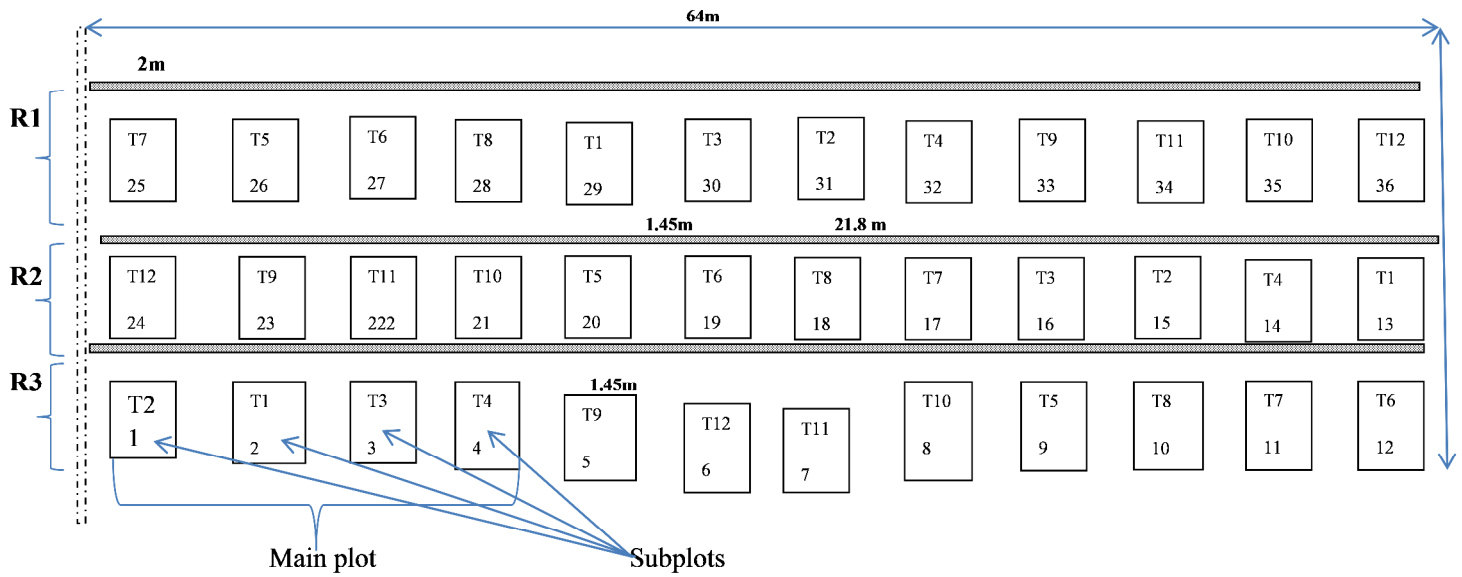 64m
2m
R1
T7 T5 T6 T8 T1 T3 T2 T4 T9 T11 T10 T12
25 26 27 28 29 30 31 32 33 34 35 36
1.45m 21.8 m
R2
T12 T9 T11 T10 T5 T6 T8 T7 T3 T2 T4 T1
24 23 222 21 20 19 18 17 16 15 14 13
R3
1.45m
T2 T1 T3 T4 T9 T12 T11 T10 T5 T8 T7 T6
1 2 3 4 5 6 7 8 9 10 11 12
Main plot Subplots